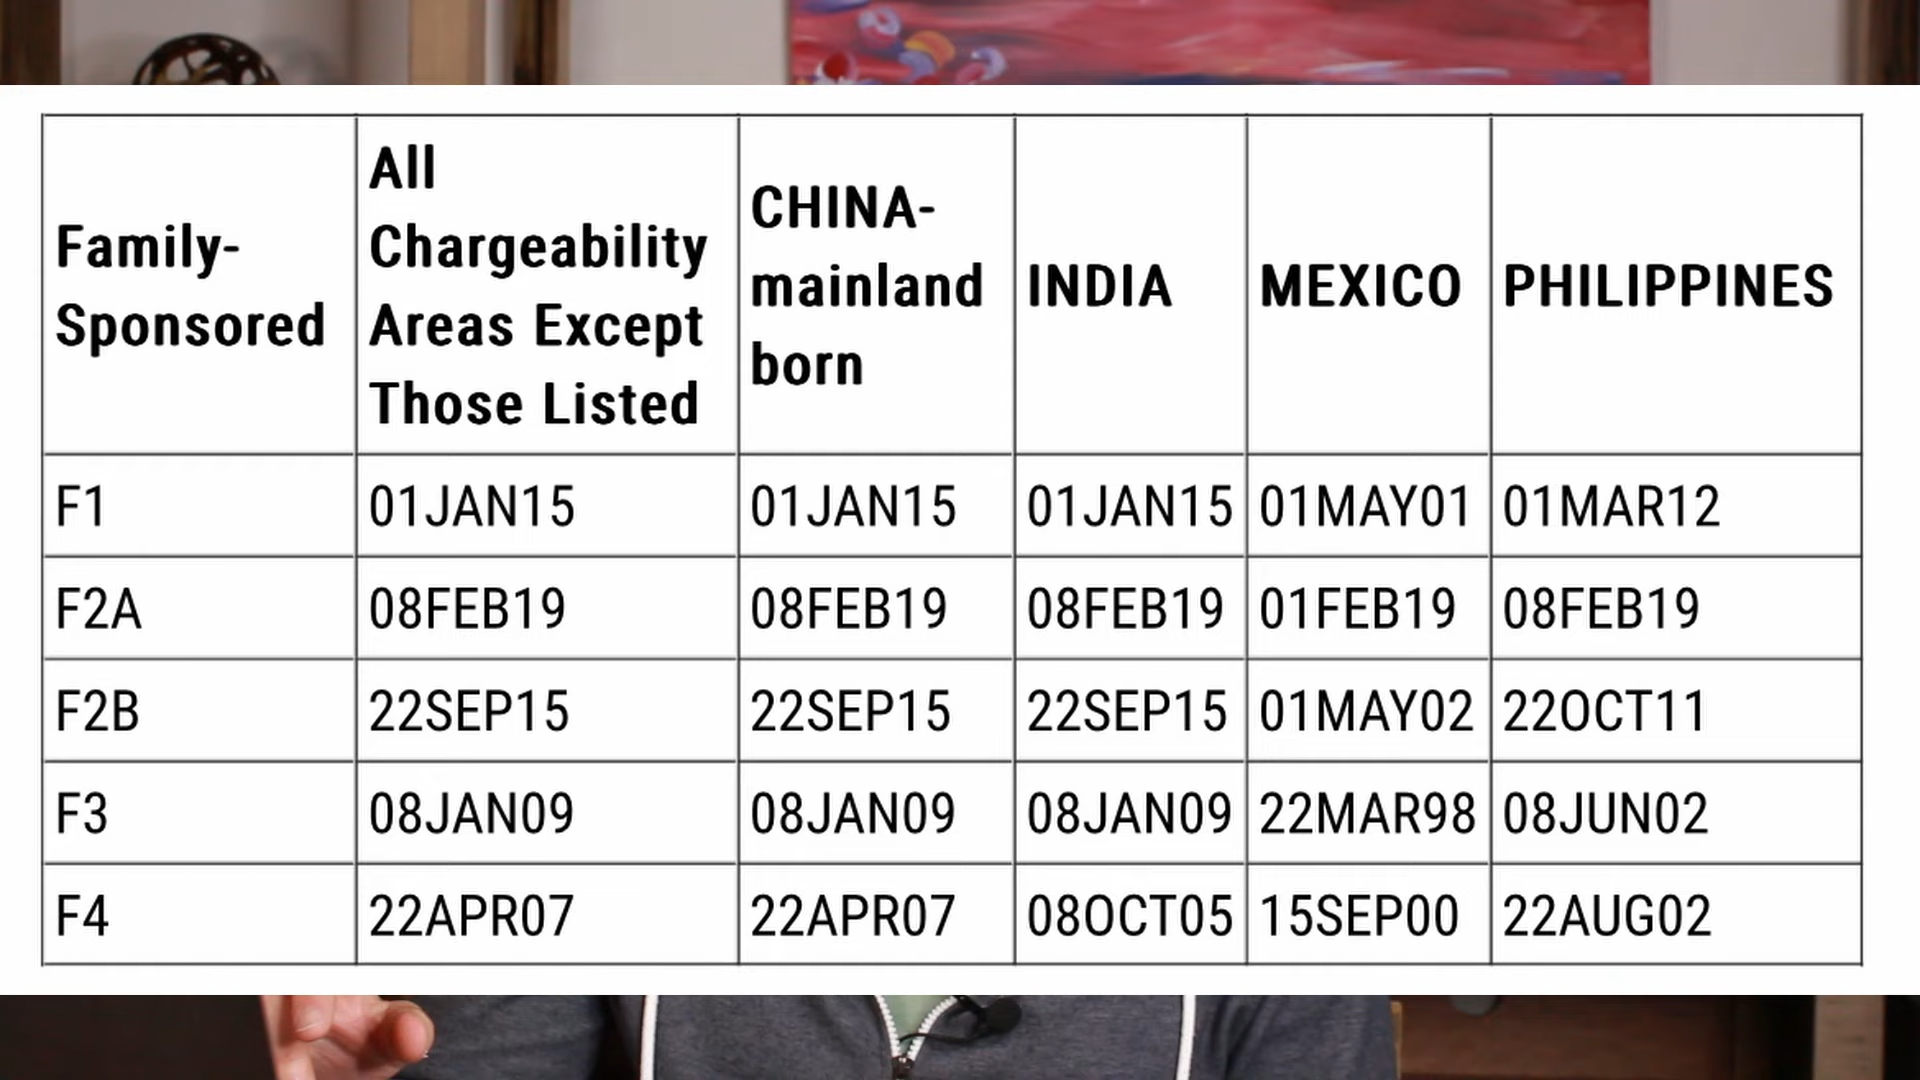 Family-
Sponsored
All
Chargeability
Areas Except
Those Listed
CHINA-
mainland
born
INDIA
MEXICO
PHILIPPINES
F1 01JAN15 01JAN15 01JAN15 01MAY01 01MAR12
F2A 08FEB19 08FEB19 08FEB19 01FEB19 08FEB19
F2B 22SEP15 22SEP15 22SEP15 01MAY02 22OCT11
F3 08JAN09 08JAN09 08JAN09 22MAR98 08JUN02
F4 22APR07 22APR07 08OCT05 15SEP00 22AUG02